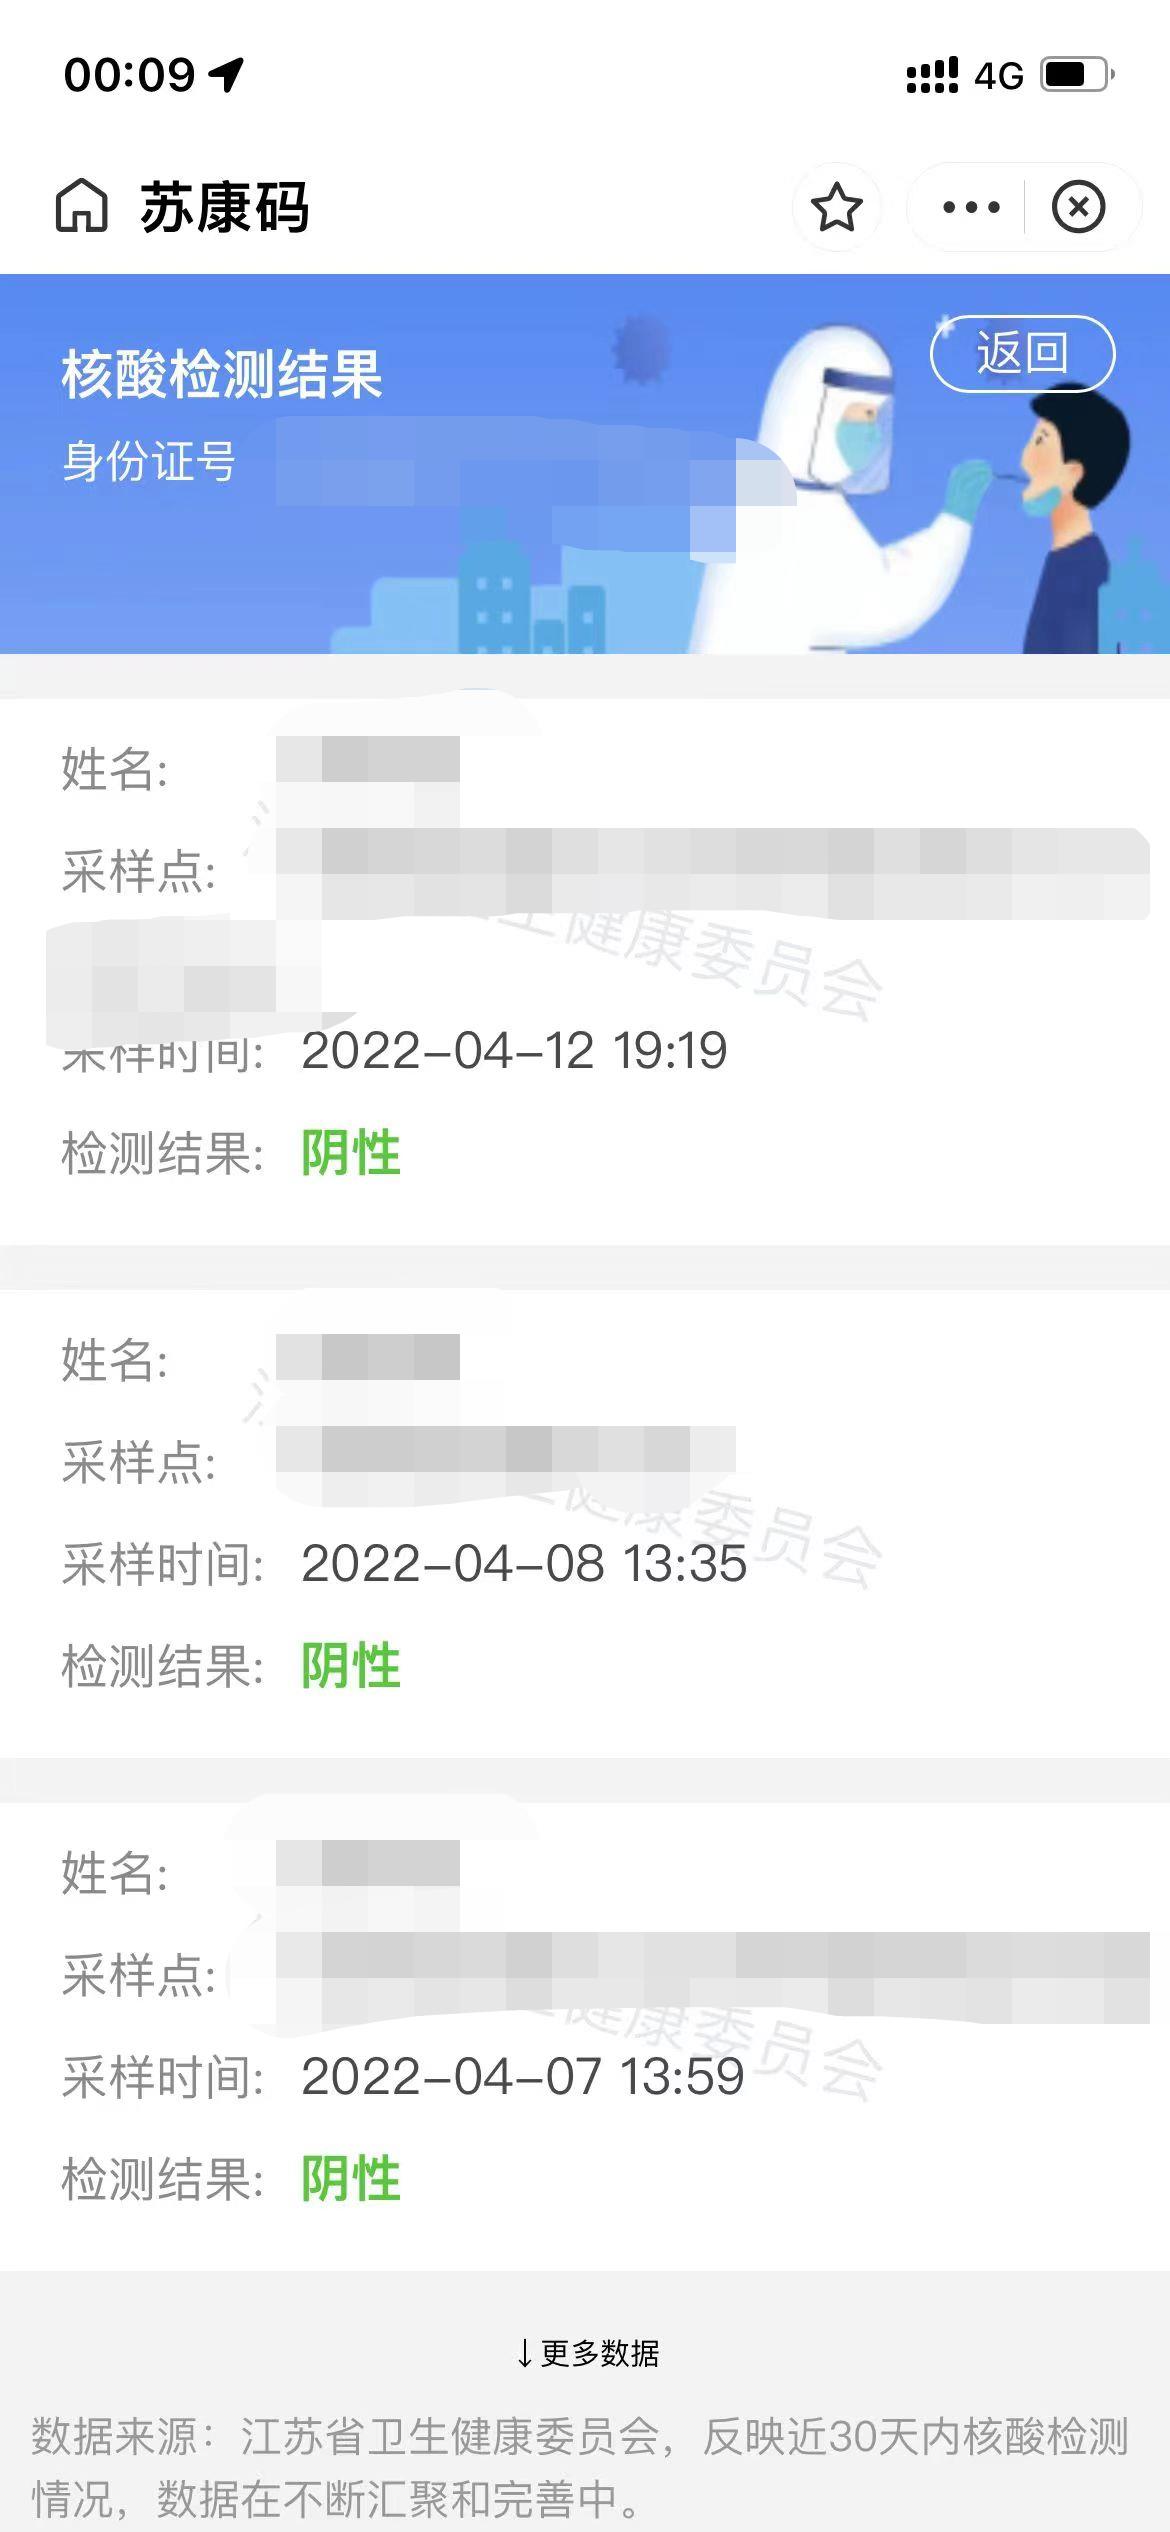 00:09 4G
苏康码
核酸检测结果
返回
身份证号
姓名:
采样点:
生健康委员会
采样时间: 2022-04-12 19:19
检测结果: 阴性
姓名:
采样点:
健康委员会
采样时间: 2022-04-08 13:35
检测结果: 阴性
姓名:
采样点:
健康委员会
采样时间: 2022-04-07 13:59
检测结果: 阴性
↓更多数据
数据来源：江苏省卫生健康委员会，反映近30天内核酸检测
情况，数据在不断汇聚和完善中。